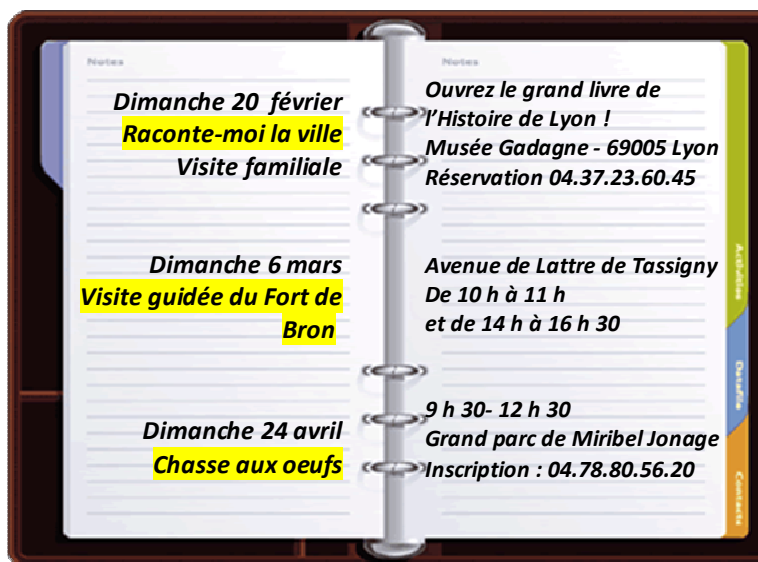 Notes
Dimanche 20 février
Raconte-moi la ville
Visite familiale
Dimanche 6 mars
Visite guidée du Fort de
Bron
Dimanche 24 avril
Chasse aux oeufs
Notes
Ouvrez le grand livre de
l'Histoire de Lyon !
Musée Gadagne - 69005 Lyon
Réservation 04.37.23.60.45
Avenue de Lattre de Tassigny
De 10 h à 11 h
et de 14 h à 16 h 30
9 h 30- 12 h 30
Grand parc de Miribel Jonage
Inscription : 04.78.80.56.20
Activities
Datafile
Contacts